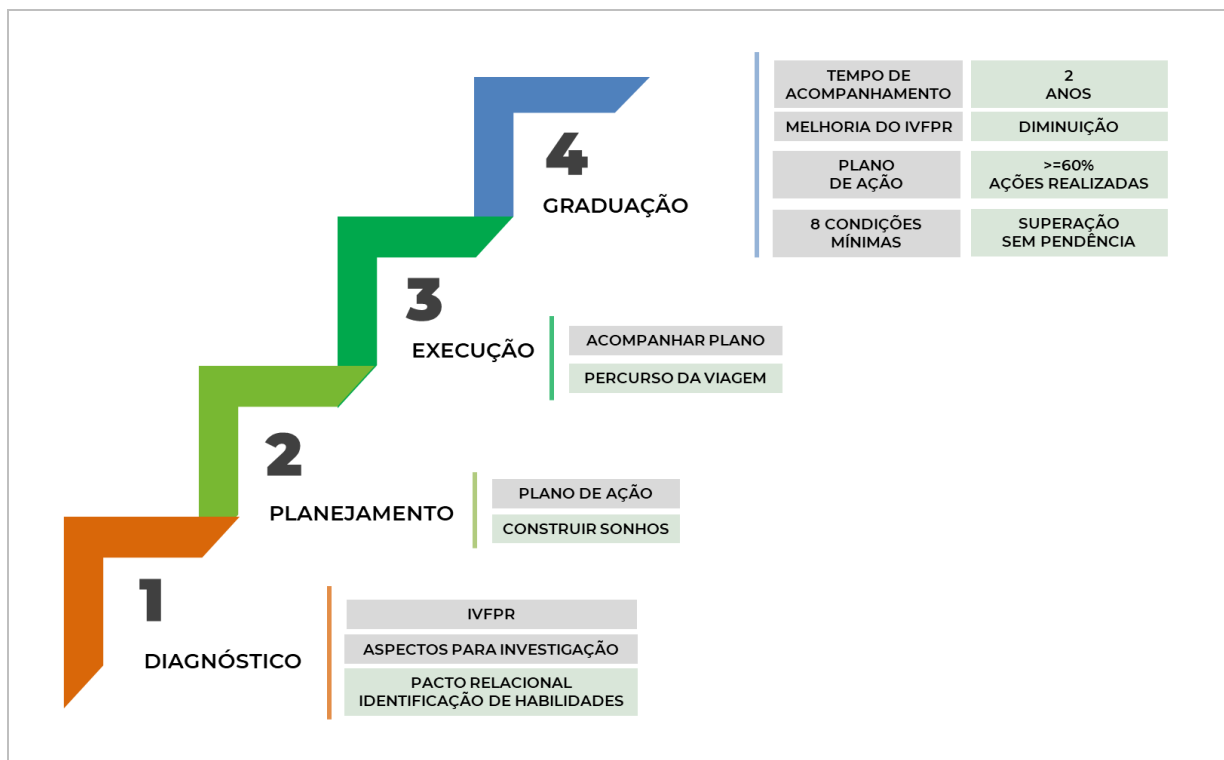 4
GRADUAÇÃO
TEMPO DE
ACOMPANHAMENTO
2
ANOS
MELHORIA DO IVFPR
DIMINUIÇÃO
PLANO
DE AÇÃO
>=60%
AÇÕES REALIZADAS
8 CONDIÇÕES
MÍNIMAS
SUPERAÇÃO
SEM PENDÊNCIA
3
EXECUÇÃO
ACOMPANHAR PLANO
PERCURSO DA VIAGEM
2
PLANEJAMENTO
PLANO DE AÇÃO
CONSTRUIR SONHOS
1
DIAGNÓSTICO
IVFPR
ASPECTOS PARA INVESTIGAÇÃO
PACTO RELACIONAL
IDENTIFICAÇÃO DE HABILIDADES